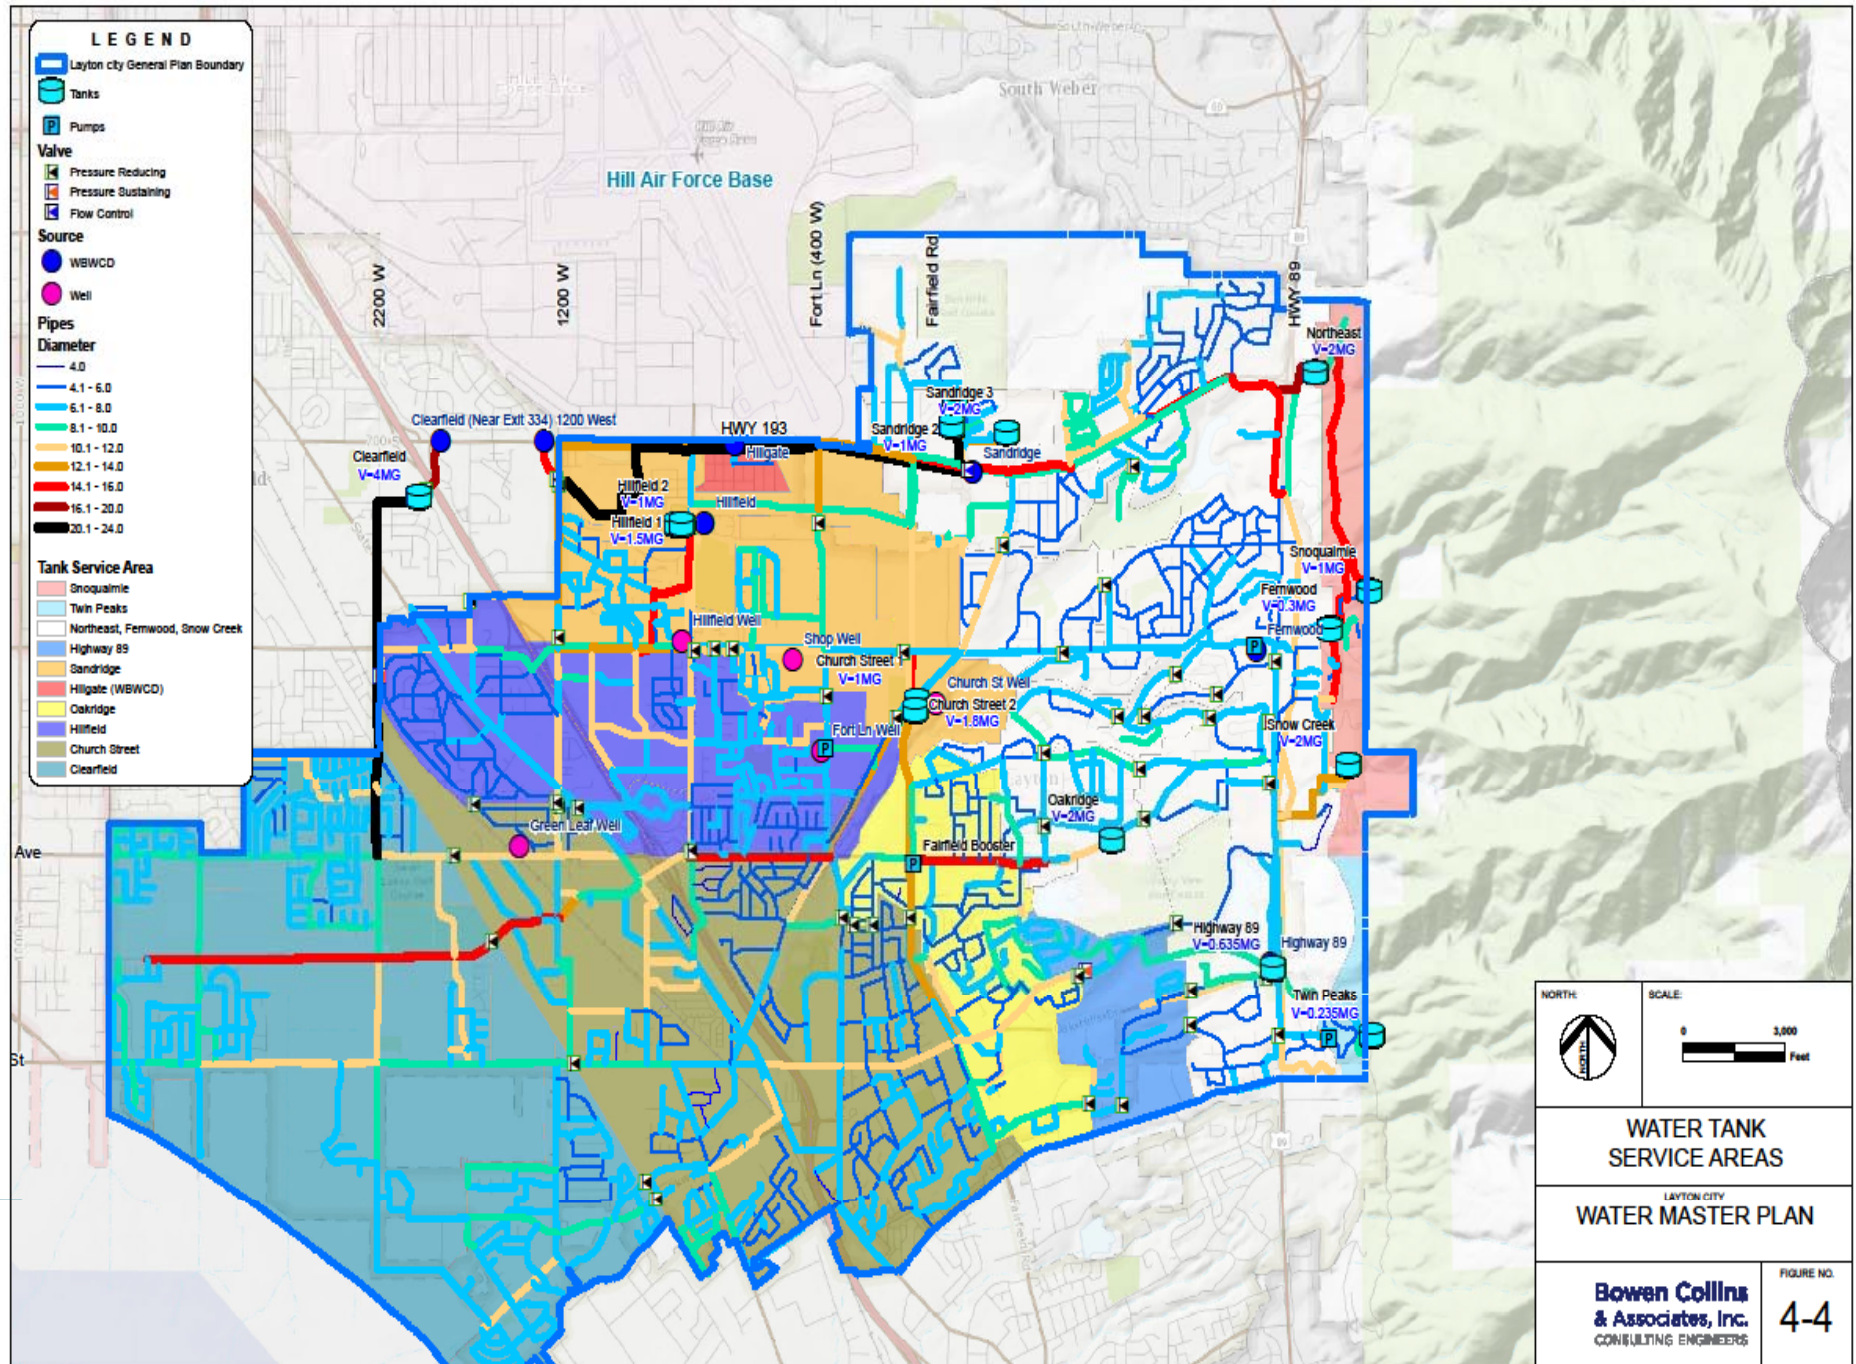 LEGEND
Layton city General Plan Boundary
Tanks
P Pumps
Valve
Pressure Reducing
Pressure Sustaining
Flow Control
Source
WBWCD
Well
Pipes
Diameter
4.0
4.1 - 6.0
6.1 - 8.0
8.1 - 10.0
10.1 - 12.0
12.1 - 14.0
14.1 - 16.0
16.1 - 20.0
20.1 - 24.0
Tank Service Area
Snoqualmie
Twin Peaks
Northeast, Fernwood, Snow Creek
Highway 89
Sandridge
Hillgate (WBWCD)
Oakridge
Hillfield
Church Street
Clearfield
South Weber
Hill Air
Force Base
Hill Air Force Base
2200 W
1200 W
Fort Ln (400 W)
Fairfield Rd
HWY 89
89
Northeast
V=2MG
Sandridge 3
V=2MG
Clearfield (Near Exit 334) 1200 West
HWY 193
Sandridge 2
V=1MG
Sandridge
Hillgate
Clearfield
V=4MG
Hillfield 2
V=1MG
Hillfield
Hillfield 1
V=1.5MG
Snoqualmie
V=1MG
Fernwood
V=0.3MG
Fernwood
P
Hillfield Well
Shop Well
Church Street 1
V=1MG
Church St Well
Church Street 2
V=1.8MG
Fort Ln Well
P
Snow Creek
V=2MG
Layton
Oakridge
V=2MG
Green Leaf Well
Fairfield Booster
P
Ave
Highway 89
V=0.635MG
Highway 89
Twin Peaks
V=0.235MG
P
St
89
NORTH:
NORTH
SCALE:
0 3,000
Feet
WATER TANK
SERVICE AREAS
LAYTON CITY
WATER MASTER PLAN
Bowen Collins
& Associates, Inc.
CONSULTING ENGINEERS
FIGURE NO.
4-4